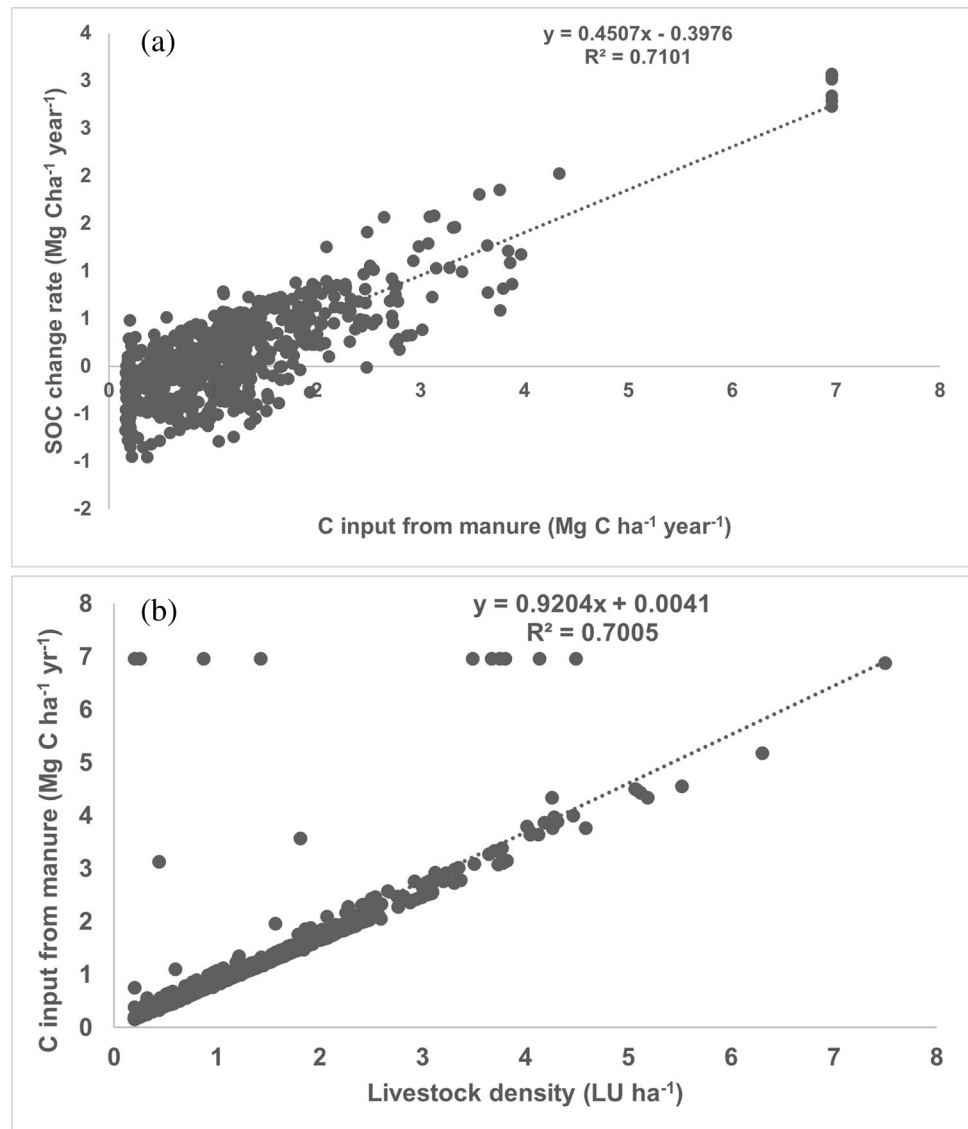 (a)
y = 0.4507x - 0.3976
R² = 0.7101
4
3
3
2
2
1
1
0
-1
-1
-2
0 1 2 3 4 5 6 7 8
SOC change rate (Mg Cha⁻¹ year⁻¹)
C input from manure (Mg C ha⁻¹ year⁻¹)
(b)
y = 0.9204x + 0.0041
R² = 0.7005
8
7
6
5
4
3
2
1
0
0 1 2 3 4 5 6 7 8
C input from manure (Mg C ha⁻¹ yr⁻¹)
Livestock density (LU ha⁻¹)